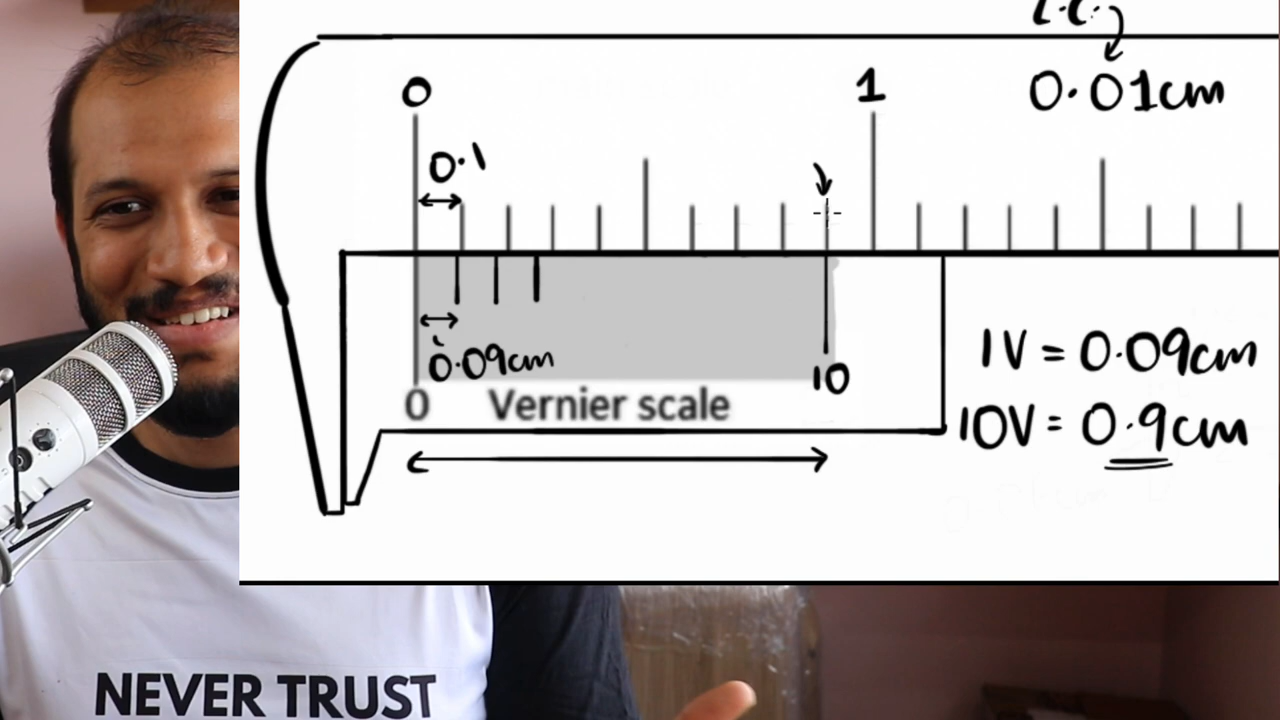 L.C.
0.01cm
0 1
0.1
0.09cm
10
0 Vernier scale
1V = 0.09cm
10V = 0.9cm
NEVER TRUST